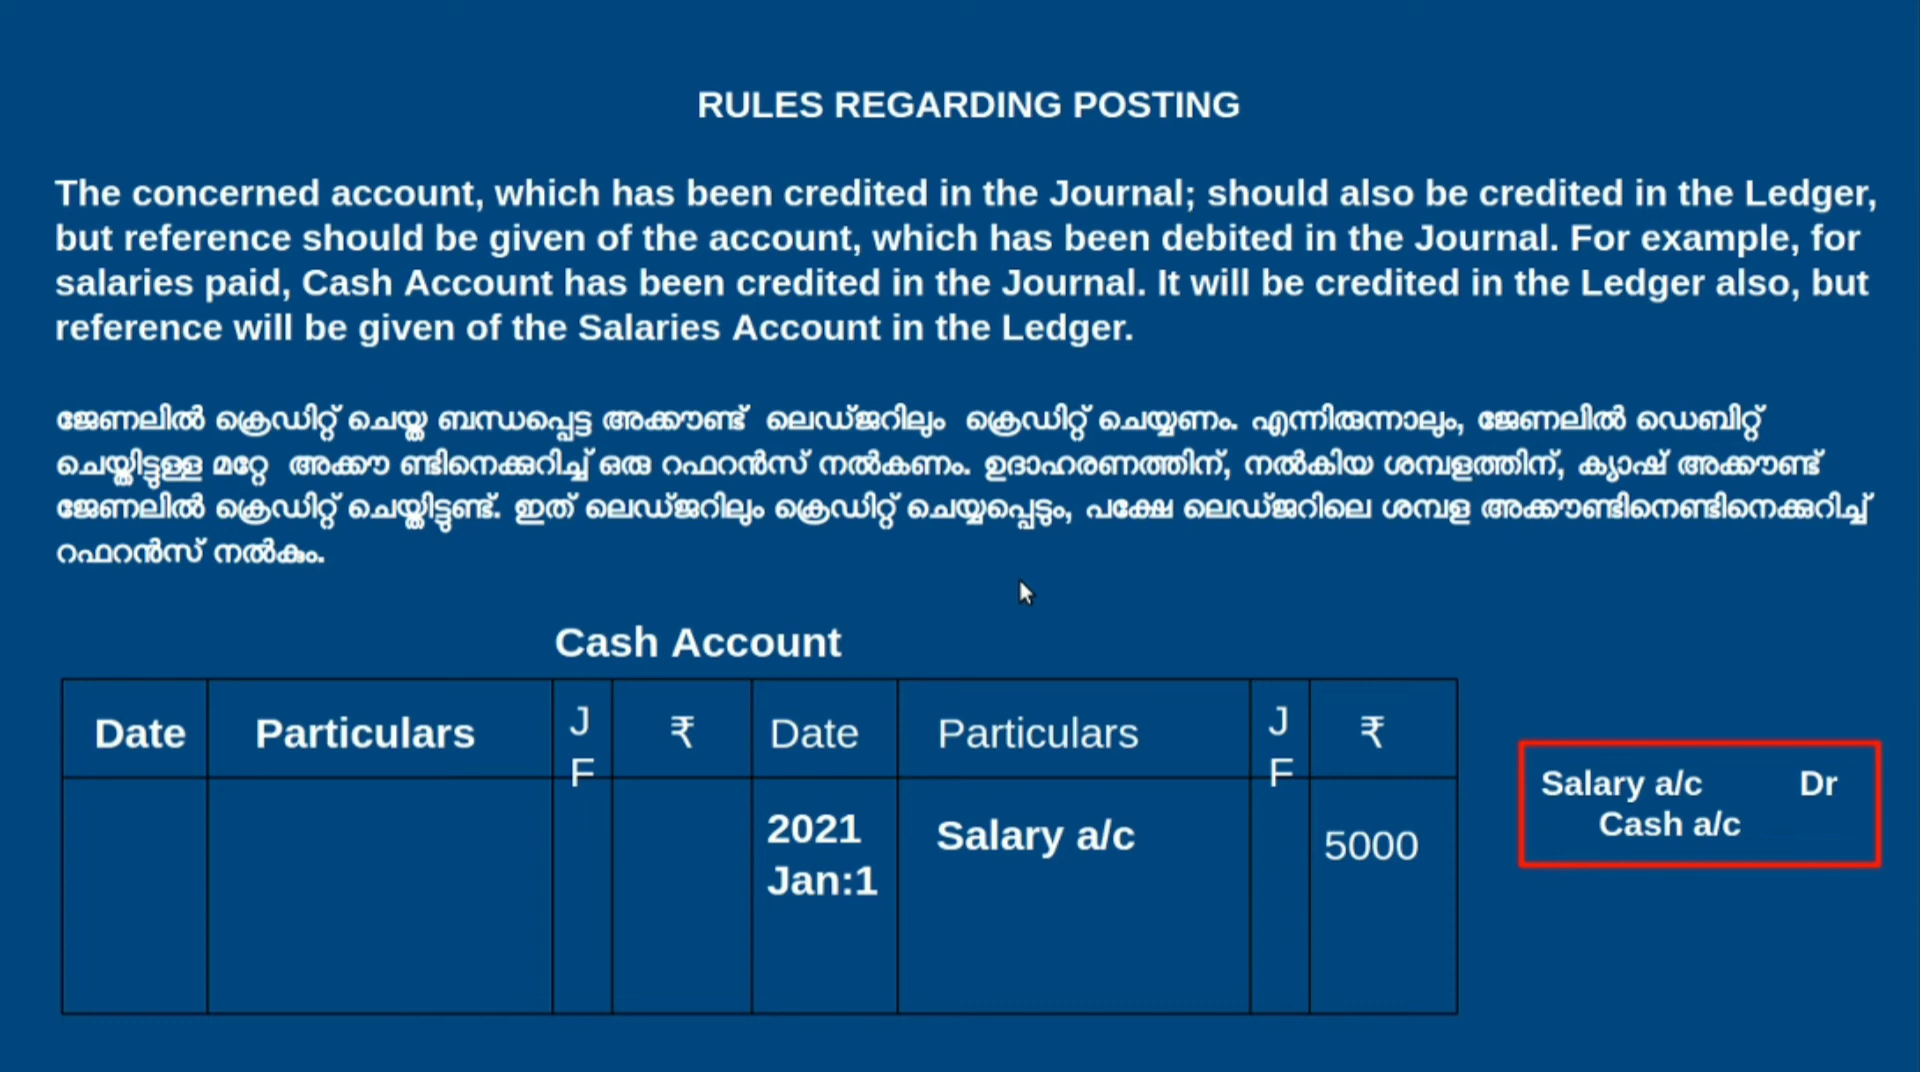 RULES REGARDING POSTING
The concerned account, which has been credited in the Journal; should also be credited in the Ledger,
but reference should be given of the account, which has been debited in the Journal. For example, for
salaries paid, Cash Account has been credited in the Journal. It will be credited in the Ledger also, but
reference will be given of the Salaries Account in the Ledger.
ജേണലിൽ ക്രെഡിറ്റ് ചെയ്ത ബന്ധപ്പെട്ട അക്കൗണ്ട് ലെഡ്ജറിലും ക്രെഡിറ്റ് ചെയ്യണം. എന്നിരുന്നാലും, ജേണലിൽ ഡെബിറ്റ്
ചെയ്തിട്ടുള്ള മറ്റേ അക്കൗ ണ്ടിനെക്കുറിച്ച് ഒരു റഫറൻസ് നൽകണം. ഉദാഹരണത്തിന്, നൽകിയ ശമ്പളത്തിന്, ക്യാഷ് അക്കൗണ്ട്
ജേണലിൽ ക്രെഡിറ്റ് ചെയ്തിട്ടുണ്ട്. ഇത് ലെഡ്ജറിലും ക്രെഡിറ്റ് ചെയ്യപ്പെടും, പക്ഷേ ലെഡ്ജറിലെ ശമ്പള അക്കൗണ്ടിനെണ്ടിനെക്കുറിച്ച്
റഫറൻസ് നൽകും.
Cash Account
Date Particulars J F ₹ Date Particulars J F ₹
2021 Jan:1 Salary a/c 5000
Salary a/c Dr
Cash a/c